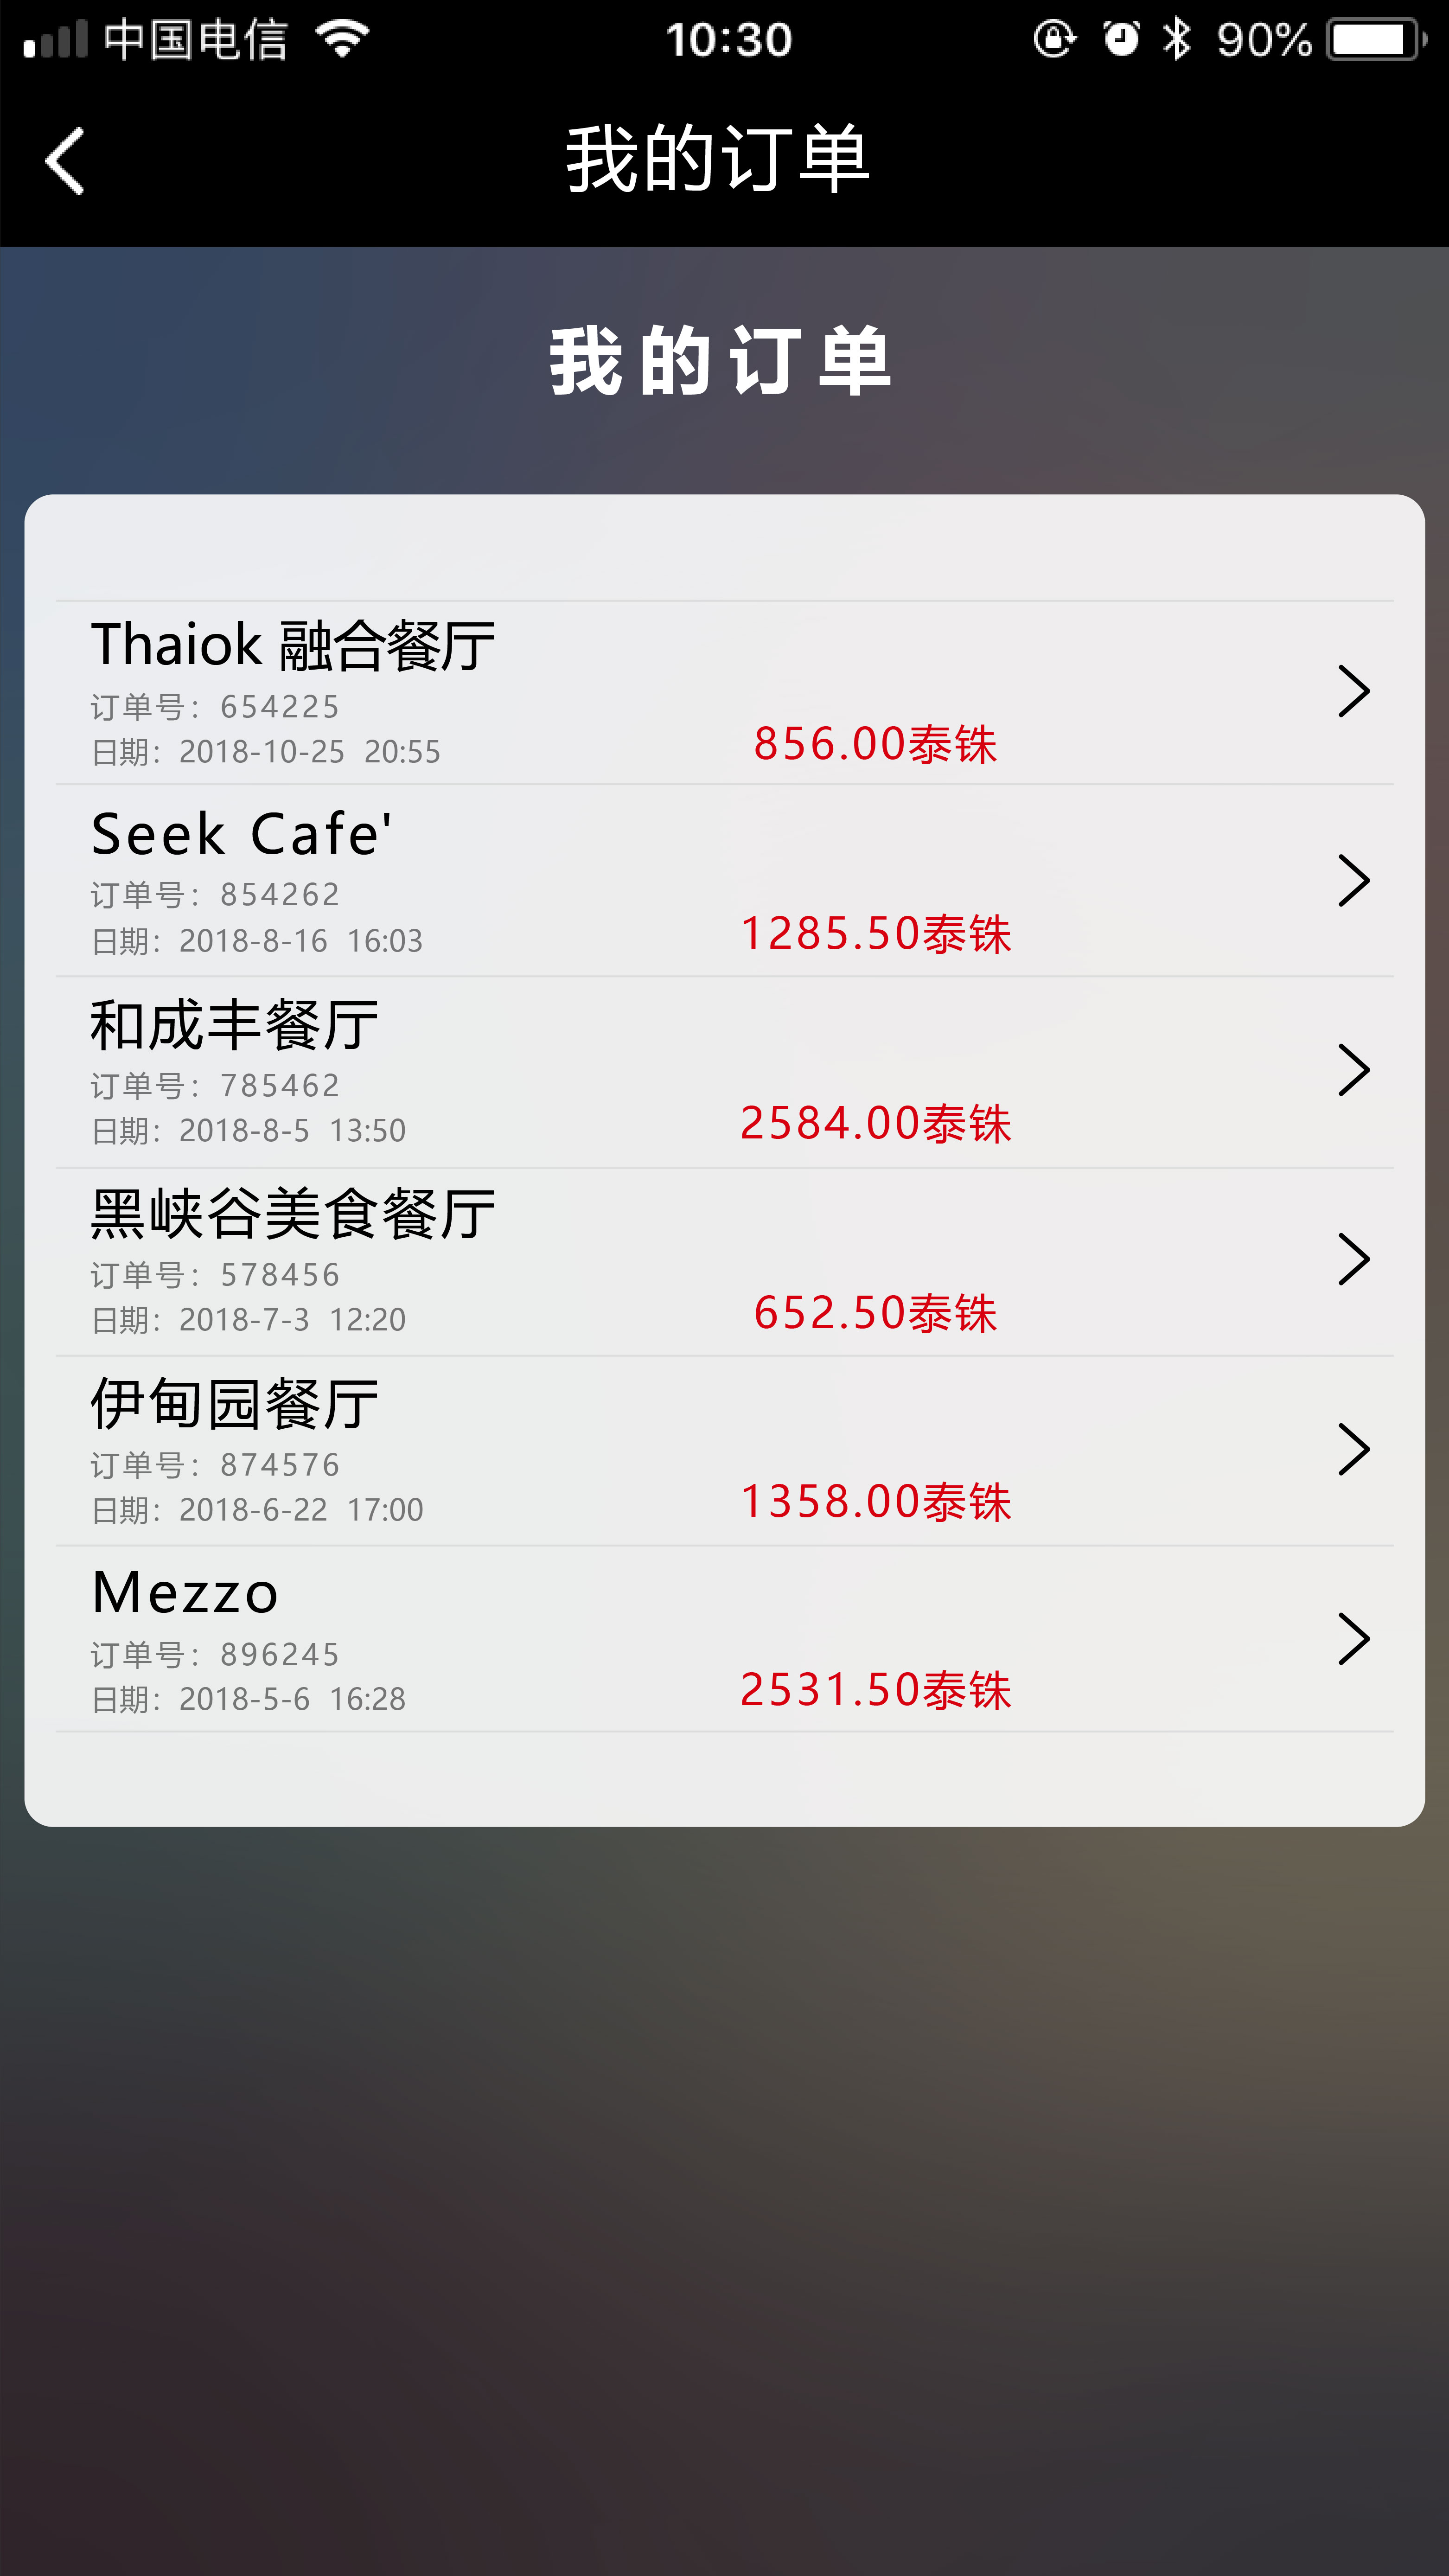 中国电信 10:30 90%
我的订单
我的订单
Thaiok 融合餐厅
订单号：654225
日期：2018-10-25 20:55 856.00泰铢
Seek Cafe'
订单号：854262
日期：2018-8-16 16:03 1285.50泰铢
和成丰餐厅
订单号：785462
日期：2018-8-5 13:50 2584.00泰铢
黑峡谷美食餐厅
订单号：578456
日期：2018-7-3 12:20 652.50泰铢
伊甸园餐厅
订单号：874576
日期：2018-6-22 17:00 1358.00泰铢
Mezzo
订单号：896245
日期：2018-5-6 16:28 2531.50泰铢